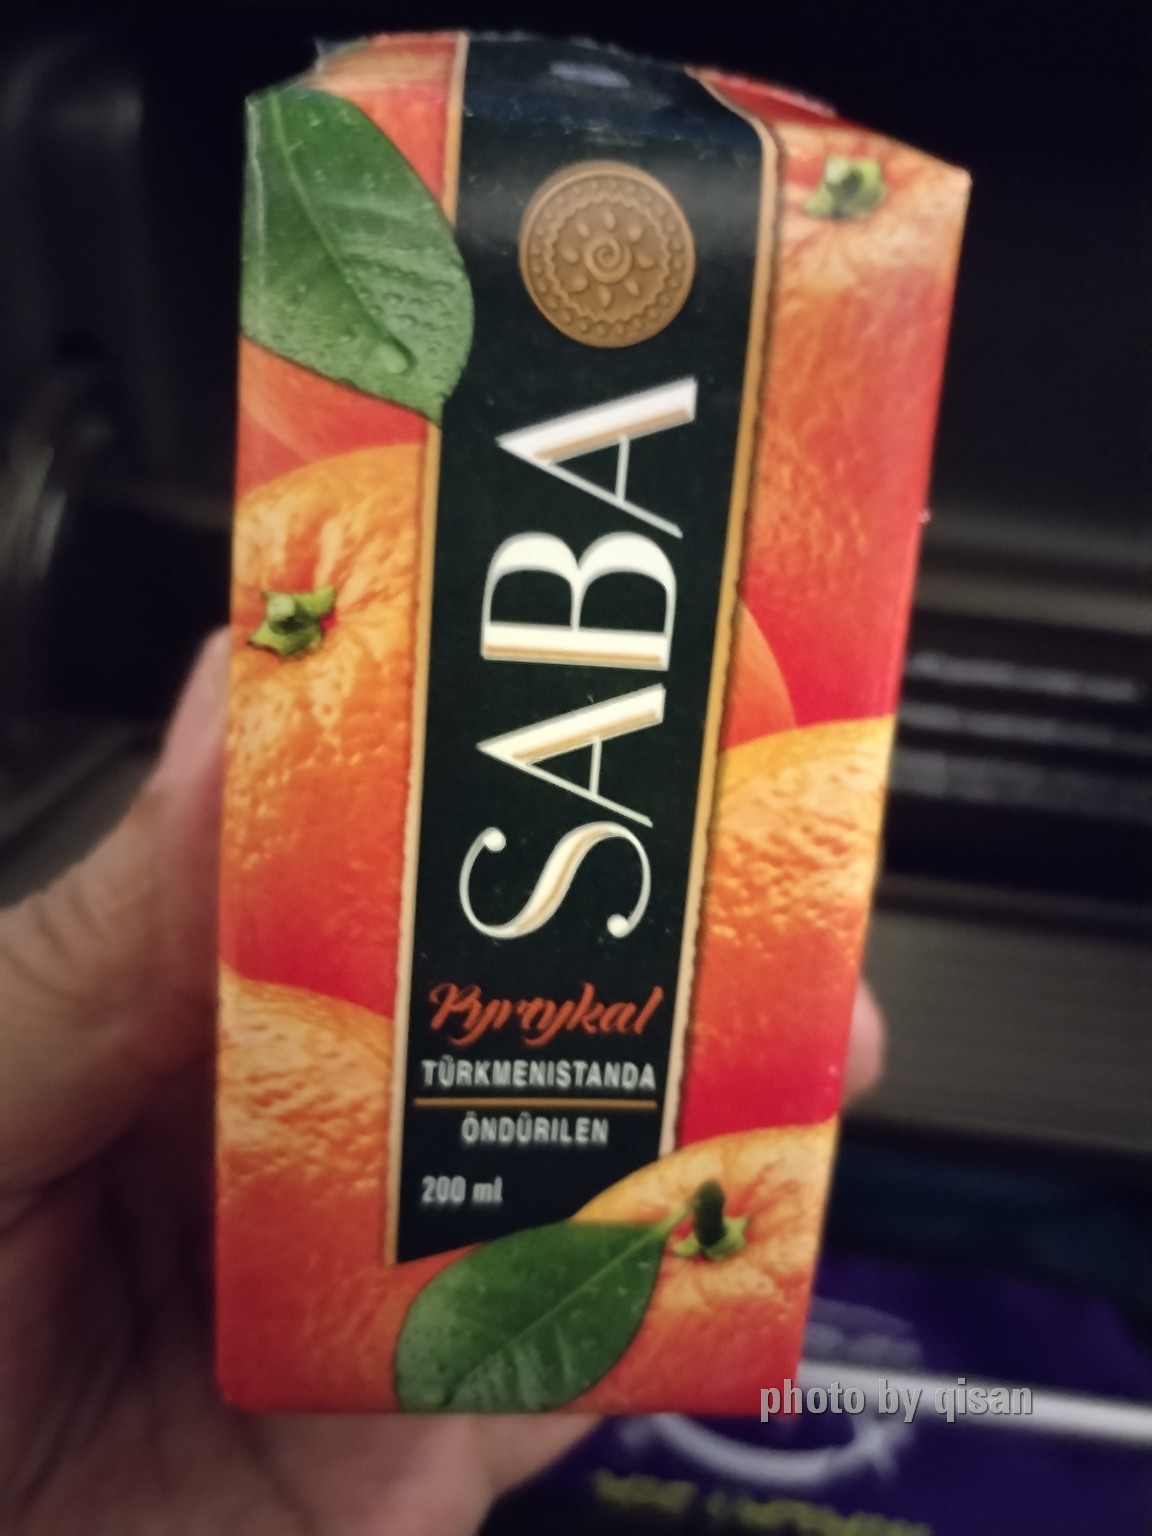 SABA
Pyrtykal
TÜRKMENISTANDA
ÖNDÜRILEN
200 ml
photo by qisan